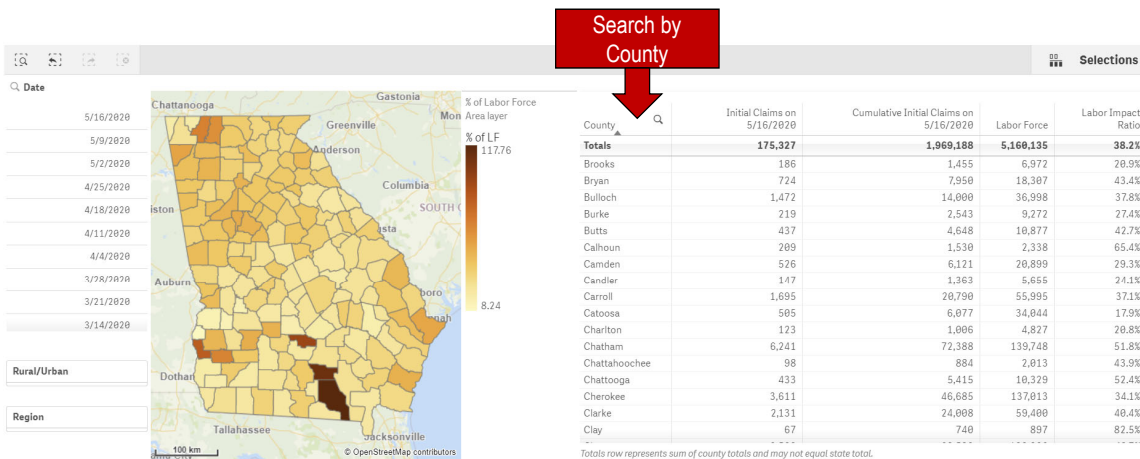 Search by
County
Selections
Date
5/16/2020
5/9/2020
5/2/2020
4/25/2020
4/18/2020
4/11/2020
4/4/2020
3/28/2020
3/21/2020
3/14/2020
Rural/Urban
Region
Chattanooga
Gastonia
Greenville
Anderson
Columbia
SOUTH
Auburn
Dothan
Tallahassee
Jacksonville
100 km
© OpenStreetMap contributors
% of Labor Force
Area layer
% of LF
117.76
8.24
County Initial Claims on 5/16/2020 Cumulative Initial Claims on 5/16/2020 Labor Force Labor Impact Ratio
Totals 175,327 1,969,188 5,160,135 38.2%
Brooks 186 1,455 6,972 20.9%
Bryan 724 7,950 18,307 43.4%
Bulloch 1,472 14,000 36,998 37.8%
Burke 219 2,543 9,272 27.4%
Butts 437 4,648 10,877 42.7%
Calhoun 209 1,530 2,338 65.4%
Camden 526 6,121 20,899 29.3%
Candler 147 1,363 5,655 24.1%
Carroll 1,695 20,790 55,995 37.1%
Catoosa 505 6,077 34,044 17.9%
Charlton 123 1,006 4,827 20.8%
Chatham 6,241 72,388 139,748 51.8%
Chattahoochee 98 884 2,013 43.9%
Chattooga 433 5,415 10,329 52.4%
Cherokee 3,611 46,685 137,013 34.1%
Clarke 2,131 24,008 59,400 40.4%
Clay 67 740 897 82.5%
Totals row represents sum of county totals and may not equal state total.